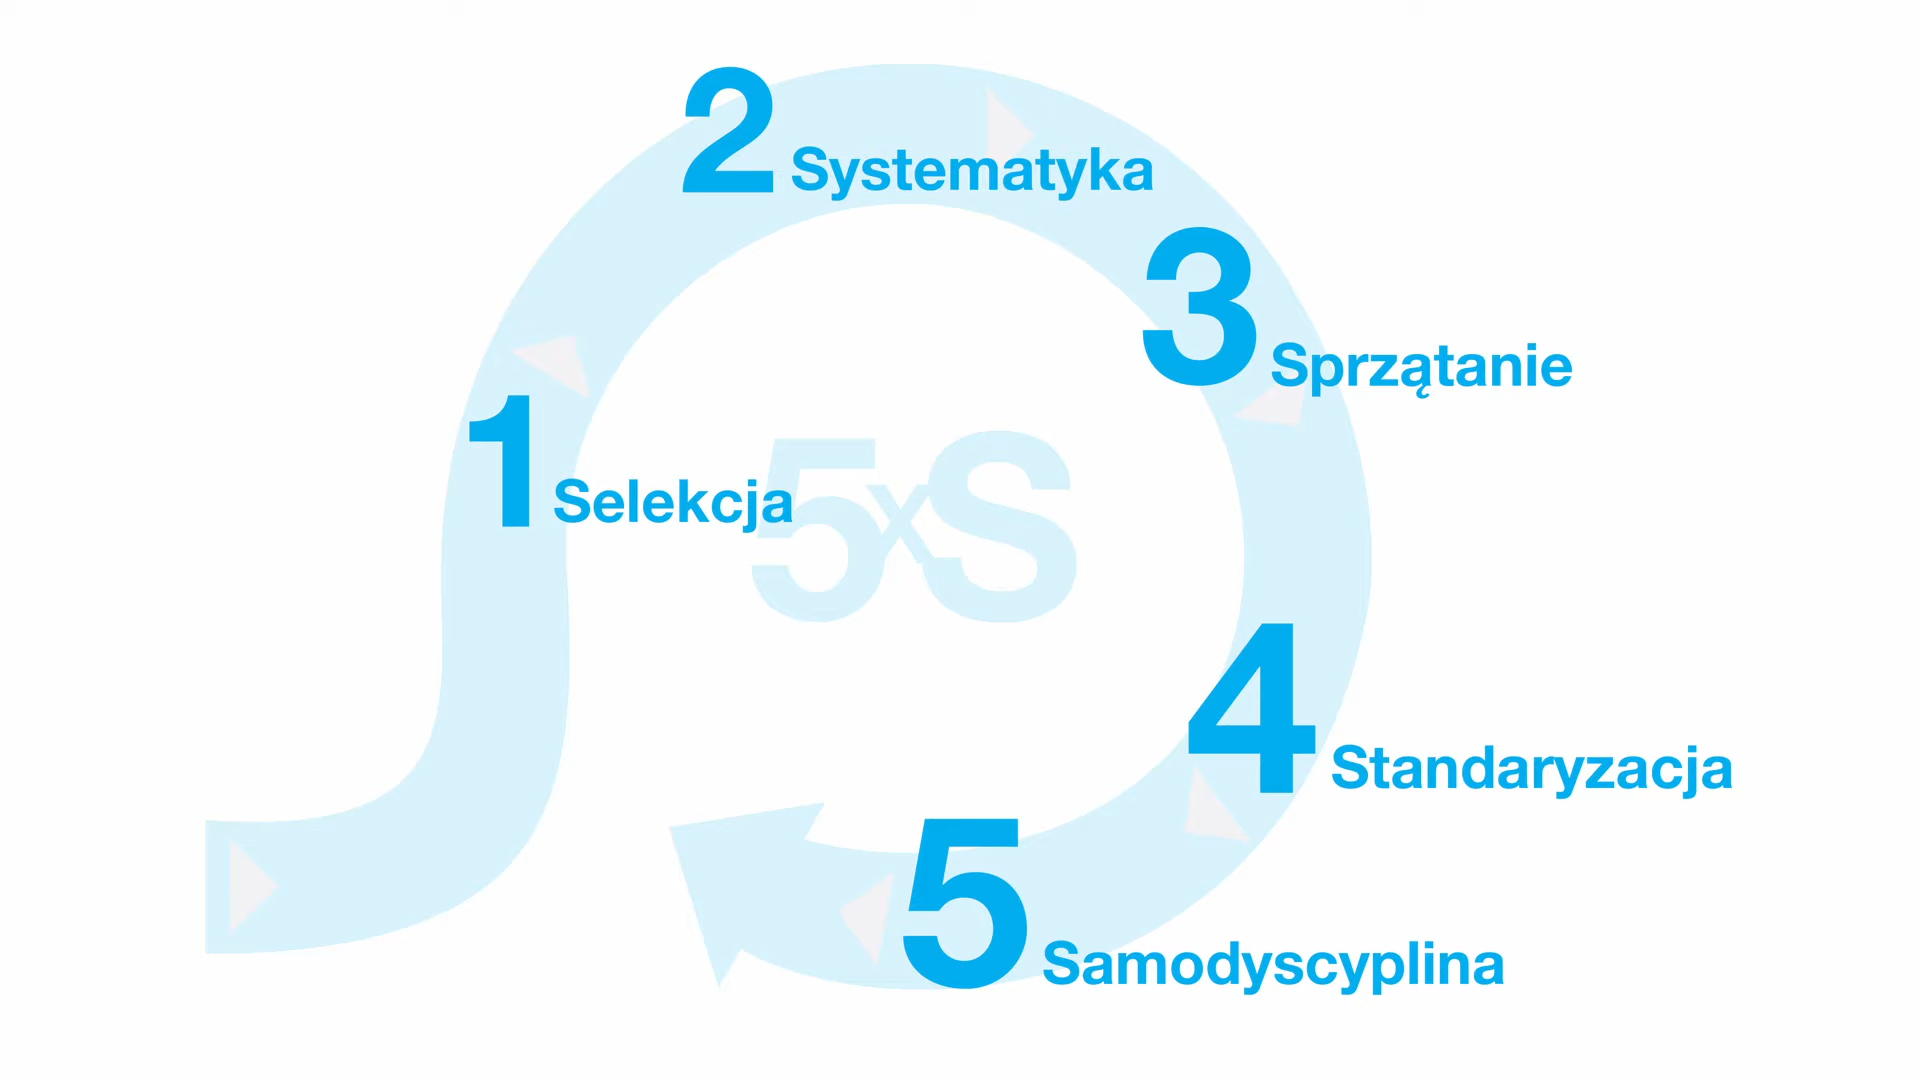 1 Selekcja
2 Systematyka
3 Sprzątanie
4 Standaryzacja
5 Samodyscyplina
5xS